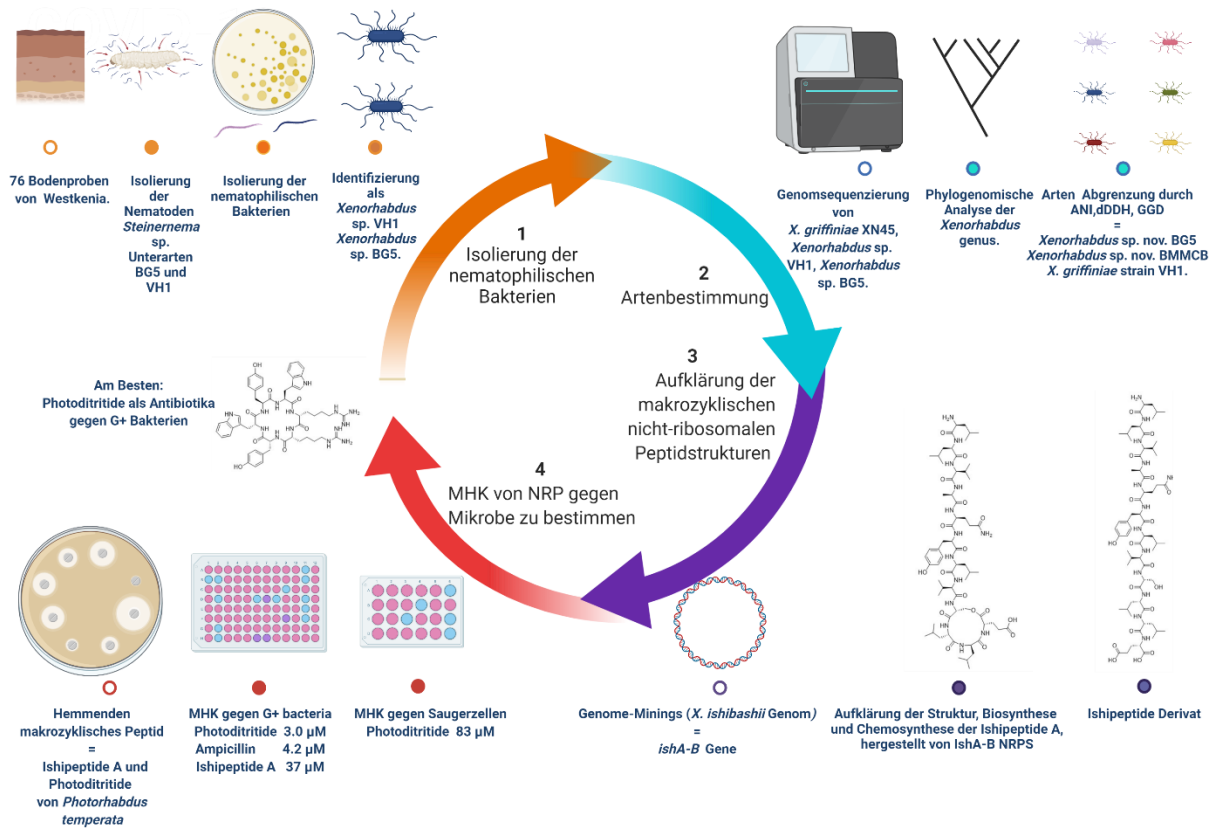 76 Bodenproben
von Westkenia.
Isolierung
der
Nematoden
Steinernema
sp.
Unterarten
BG5 und
VH1
Isolierung der
nematophilischen
Bakterien
Identifizierung
als
Xenorhabdus
sp. VH1
Xenorhabdus
sp. BG5.
Genomsequenzierung
von
X. griffiniae XN45,
Xenorhabdus sp.
VH1, Xenorhabdus
sp. BG5.
Phylogenomische
Analyse der
Xenorhabdus
genus.
Arten Abgrenzung durch
ANI,dDDH, GGD
=
Xenorhabdus sp. nov. BG5
Xenorhabdus sp. nov. BMMCB
X. griffiniae strain VH1.
1
Isolierung der
nematophilischen
Bakterien
2
Artenbestimmung
3
Aufklärung der
makrozyklischen
nicht-ribosomalen
Peptidstrukturen
4
MHK von NRP gegen
Mikrobe zu bestimmen
Am Besten:
Photoditritide als Antibiotika
gegen G+ Bakterien
Hemmenden
makrozyklisches Peptid
=
Ishipeptide A und
Photoditritide
von Photorhabdus
temperata
MHK gegen G+ bacteria
Photoditritide 3.0 µM
Ampicillin 4.2 µM
Ishipeptide A 37 µM
MHK gegen Saugerzellen
Photoditritide 83 µM
Genome-Minings (X. ishibashii Genom)
=
ishA-B Gene
Aufklärung der Struktur, Biosynthese
und Chemosynthese der Ishipeptide A,
hergestellt von IshA-B NRPS
Ishipeptide Derivat